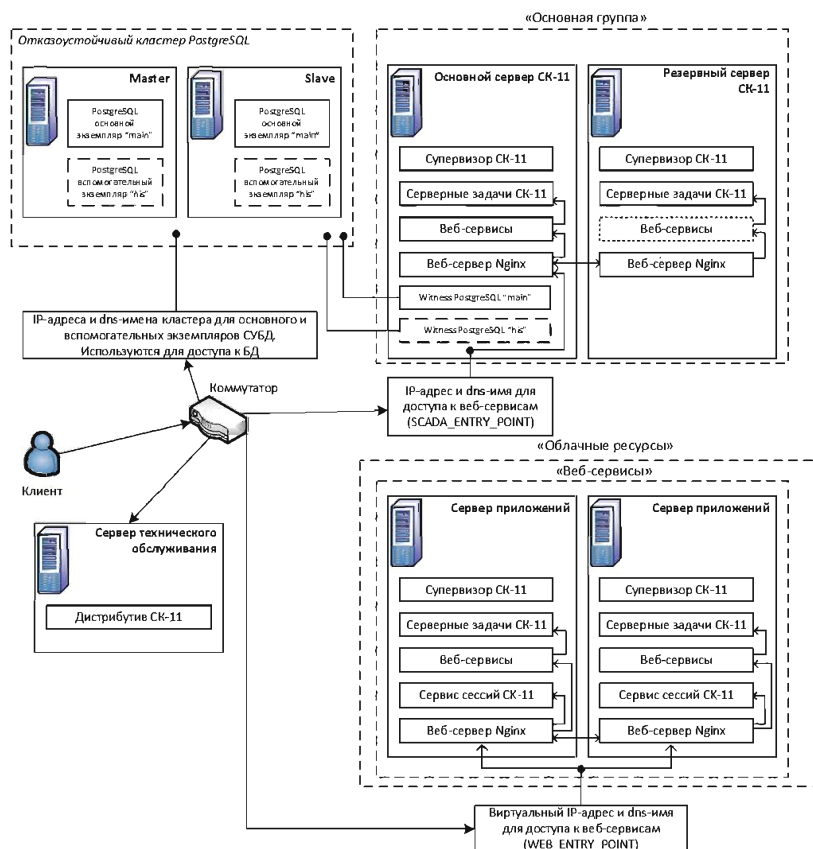 «Основная группа»
Отказоустойчивый кластер PostgreSQL
Master
PostgreSQL
основной
экземпляр "main"
PostgreSQL
вспомогательный
экземпляр "his"
Slave
PostgreSQL
основной
экземпляр "main"
PostgreSQL
вспомогательный
экземпляр "his"
Основной сервер СК-11
Супервизор СК-11
Серверные задачи СК-11
Веб-сервисы
Веб-сервер Nginx
Witness PostgreSQL "main"
Witness PostgreSQL "his"
Резервный сервер
СК-11
Супервизор СК-11
Серверные задачи СК-11
Веб-сервисы
Веб-сервер Nginx
IP-адреса и dns-имена кластера для основного и
вспомогательных экземпляров СУБД,
Используются для доступа к БД
Коммутатор
IP-адрес и dns-имя для
доступа к веб-сервисам
(SCADA_ENTRY_POINT)
Клиент
Сервер технического
обслуживания
Дистрибутив СК-11
«Облачные ресурсы»
«Веб-сервисы»
Сервер приложений
Супервизор СК-11
Серверные задачи СК-11
Веб-сервисы
Сервис сессий СК-11
Веб-сервер Nginx
Сервер приложений
Супервизор СК-11
Серверные задачи СК-11
Веб-сервисы
Сервис сессий СК-11
Веб-сервер Nginx
Виртуальный IP-адрес и dns-имя
для доступа к веб-сервисам
(WEB_ENTRY_POINT)